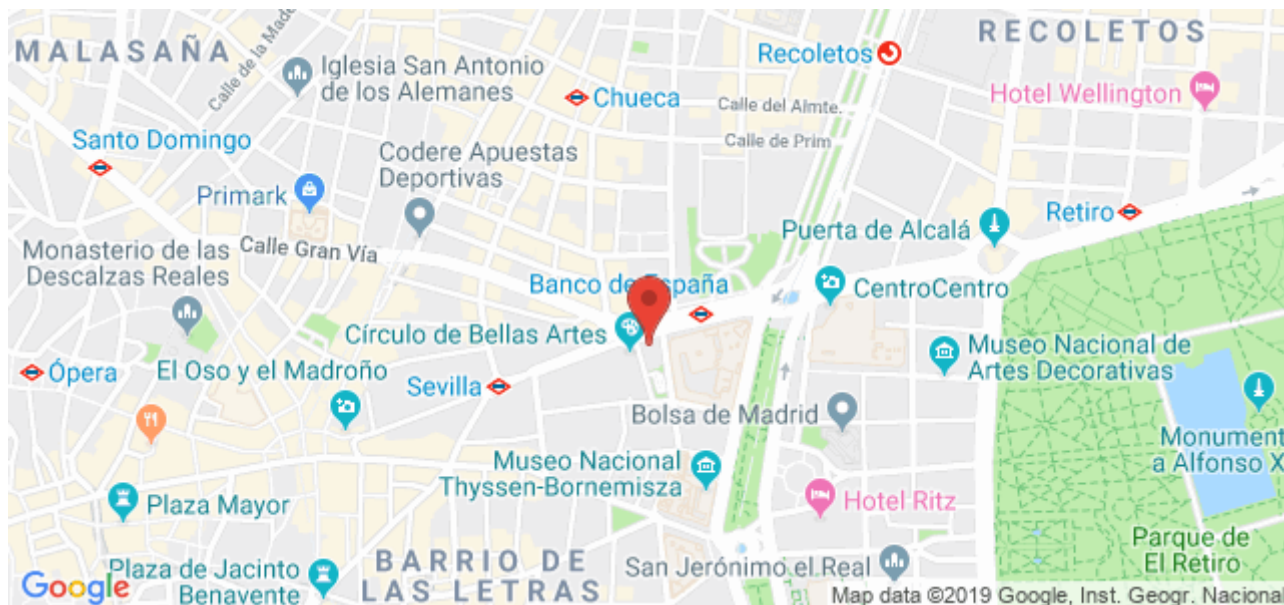 MALASAÑA
Calle de la Made
Iglesia San Antonio
de los Alemanes
Recoletos
RECOLETOS
Chueca
Calle del Almte.
Calle de Prim
Hotel Wellington
Santo Domingo
Codere Apuestas
Deportivas
Primark
Retiro
Puerta de Alcalá
Monasterio de las
Descalzas Reales
Calle Gran Vía
Banco de España
CentroCentro
Círculo de Bellas Artes
Museo Nacional de
Artes Decorativas
Ópera
El Oso y el Madroño
Sevilla
Bolsa de Madrid
Monument
a Alfonso X
Museo Nacional
Thyssen-Bornemisza
Plaza Mayor
Hotel Ritz
Parque de
El Retiro
BARRIO DE
LAS LETRAS
San Jerónimo el Real
Plaza de Jacinto
Benavente
Google
Map data ©2019 Google, Inst. Geogr. Naciona